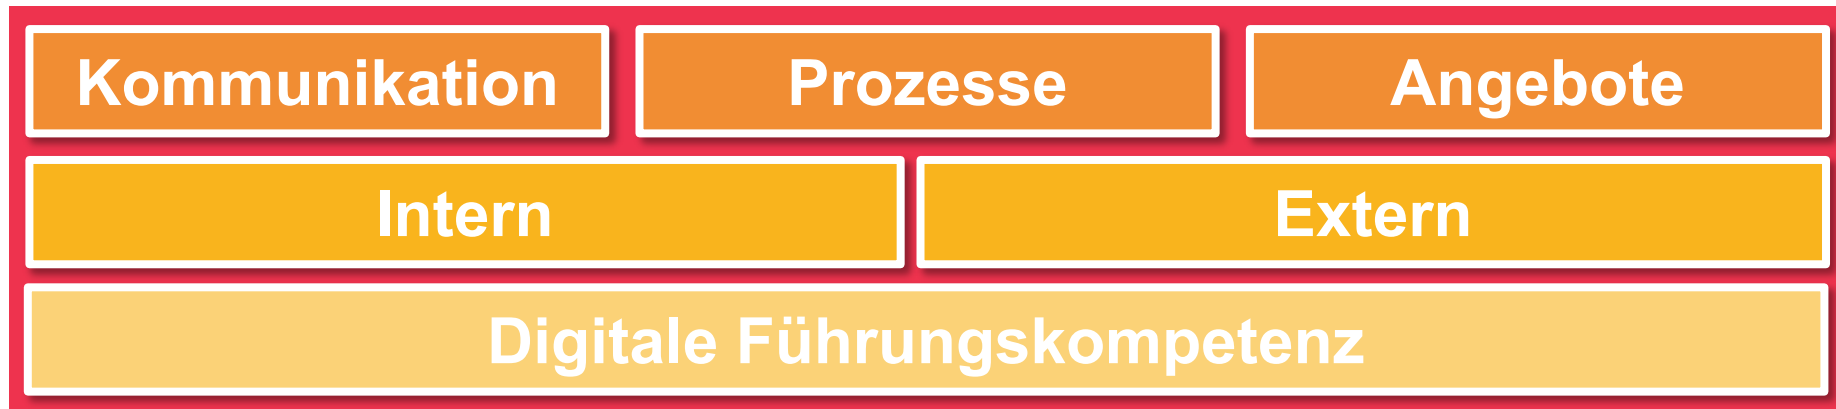 Kommunikation Prozesse Angebote
Intern Extern
Digitale Führungskompetenz